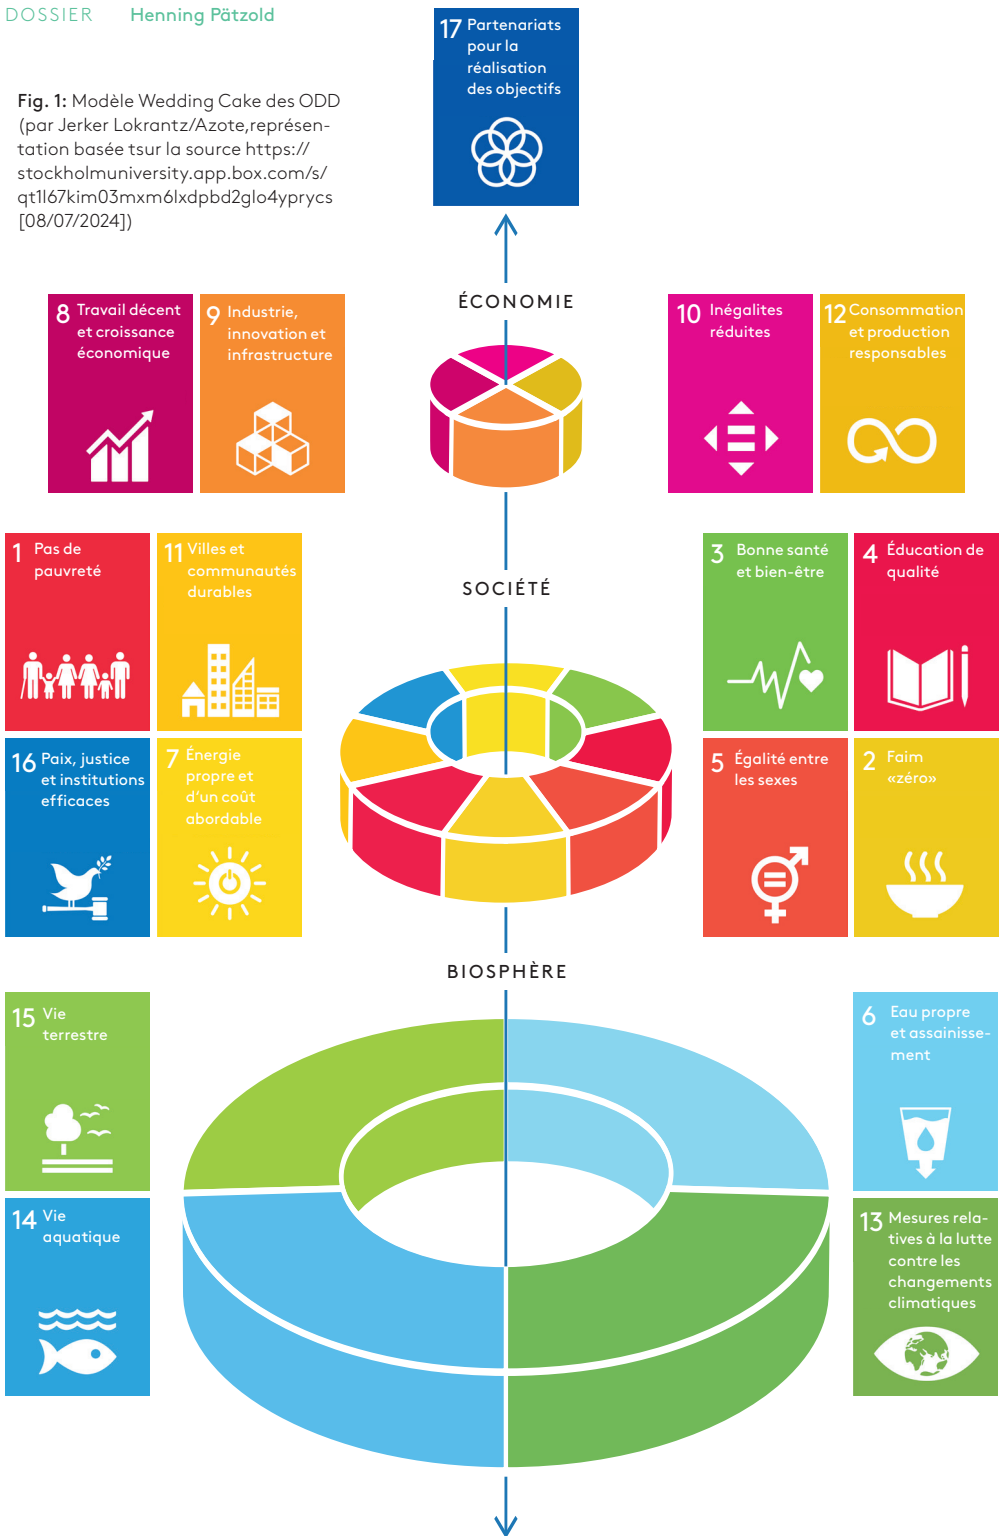 DOSSIER Henning Pätzold
Fig. 1: Modèle Wedding Cake des ODD
(par Jerker Lokrantz/Azote,représen-
tation basée tsur la source https://
stockholmuniversity.app.box.com/s/
qt1l67kim03mxm6lxdpbd2glo4yprycs
[08/07/2024])
17 Partenariats
pour la
réalisation
des objectifs
ÉCONOMIE
8 Travail décent
et croissance
économique
9 Industrie,
innovation et
infrastructure
10 Inégalites
réduites
12 Consommation
et production
responsables
SOCIÉTÉ
1 Pas de
pauvreté
11 Villes et
communautés
durables
3 Bonne santé
et bien-être
4 Éducation de
qualité
16 Paix, justice
et institutions
efficaces
7 Énergie
propre et
d'un coût
abordable
5 Égalité entre
les sexes
2 Faim
«zéro»
BIOSPHÈRE
15 Vie
terrestre
6 Eau propre
et assainisse-
ment
14 Vie
aquatique
13 Mesures rela-
tives à la lutte
contre les
changements
climatiques